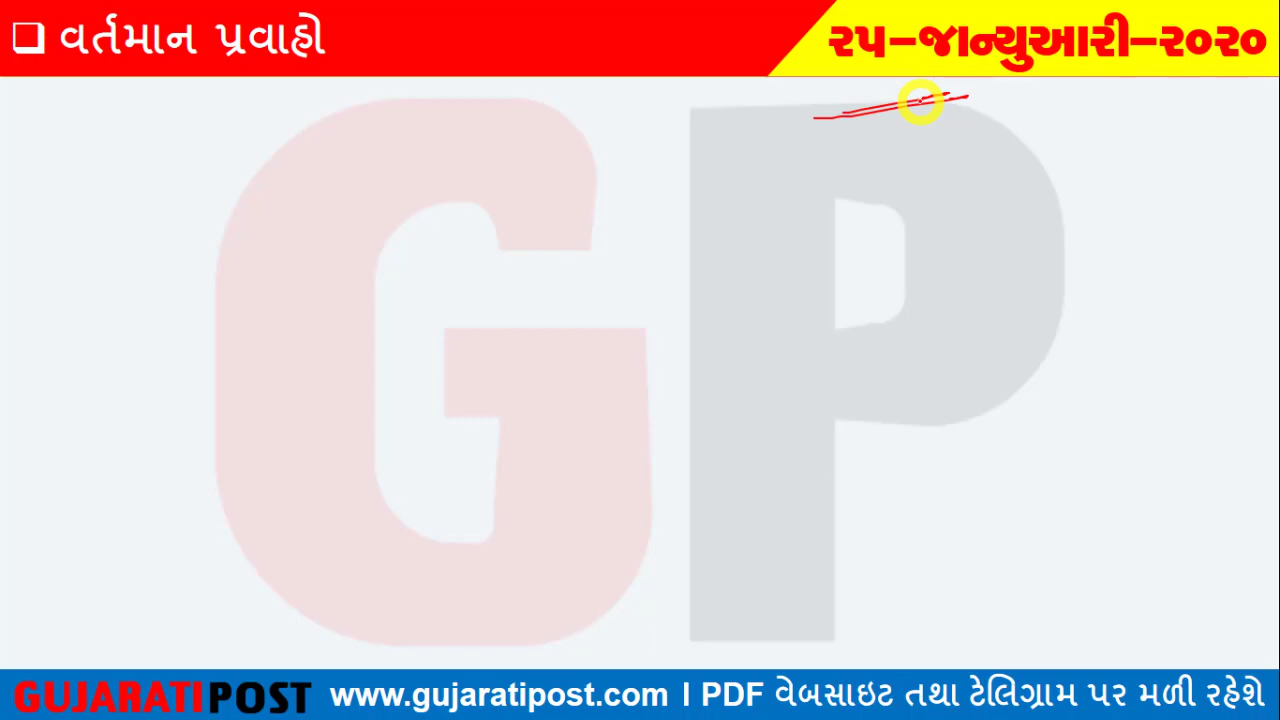 ❑ વર્તમાન પ્રવાહો
૨૫-જાન્યુઆરી-૨૦૨૦
GP
GUJARATIPOST www.gujaratipost.com | PDF વેબસાઇટ તથા ટેલિગ્રામ પર મળી રહેશે